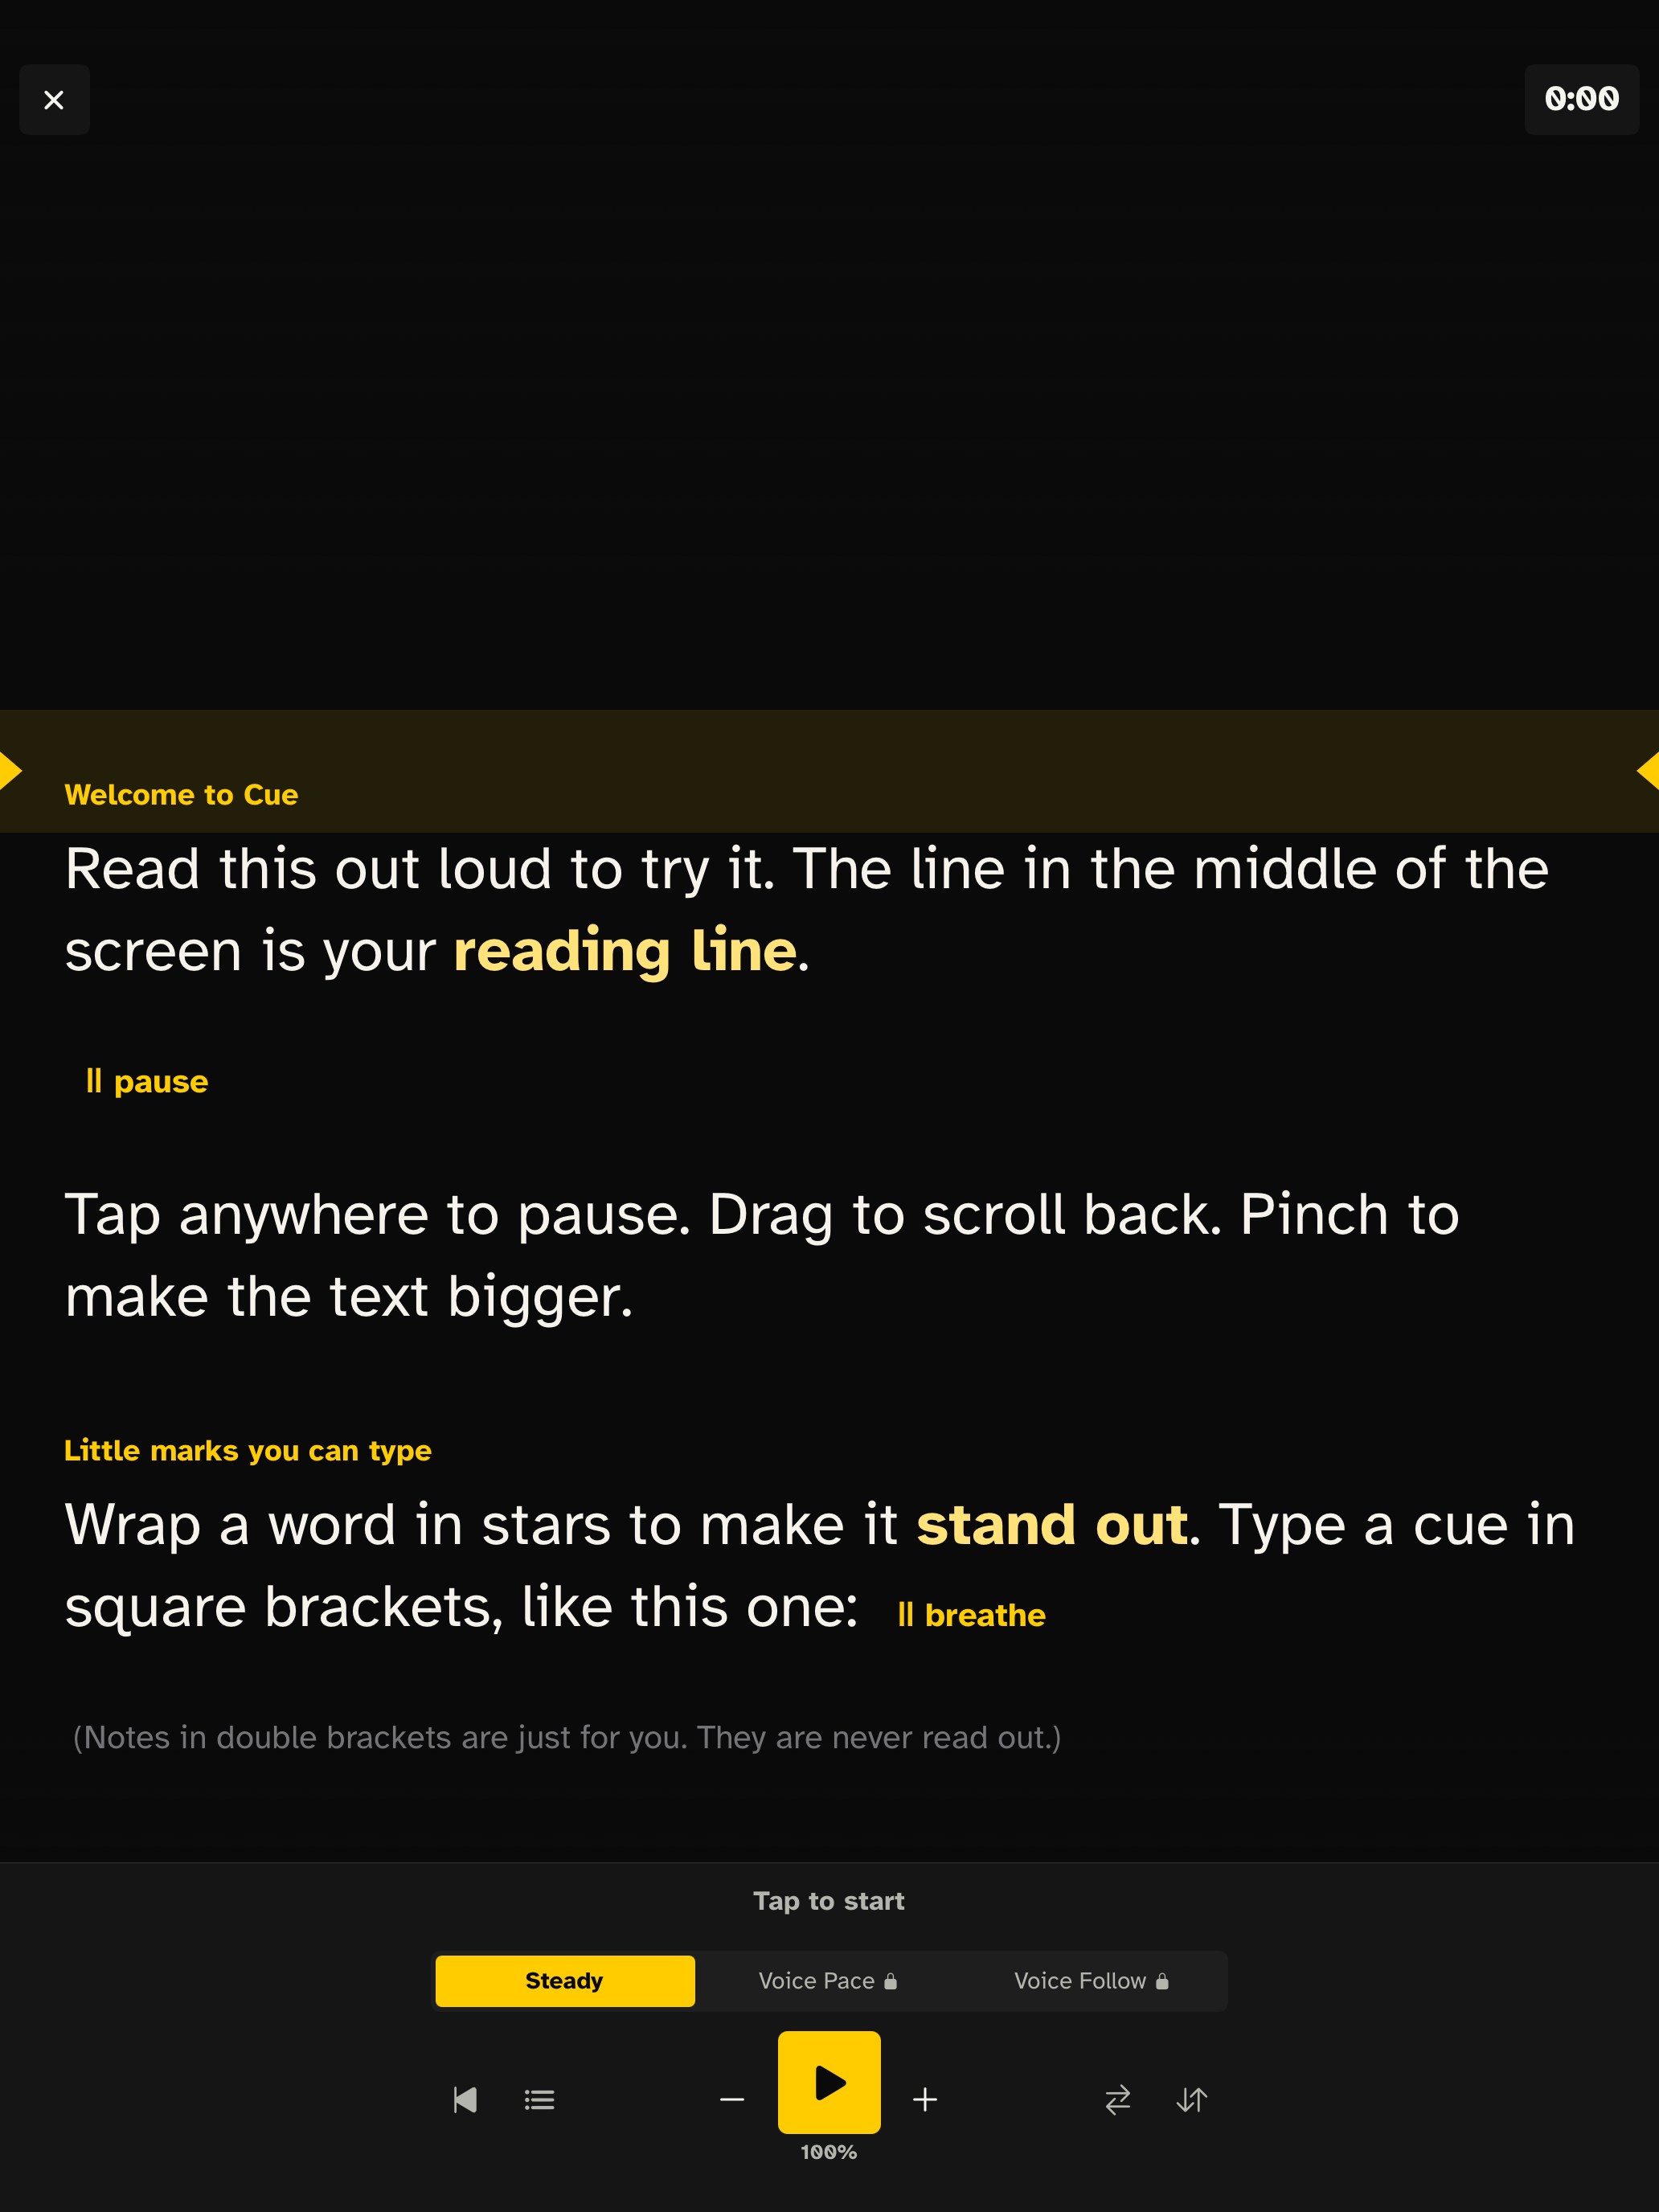 0:00
Welcome to Cue
Read this out loud to try it. The line in the middle of the
screen is your reading line.
pause
Tap anywhere to pause. Drag to scroll back. Pinch to
make the text bigger.
Little marks you can type
Wrap a word in stars to make it stand out. Type a cue in
square brackets, like this one: breathe
(Notes in double brackets are just for you. They are never read out.)
Tap to start
Steady Voice Pace Voice Follow
100%